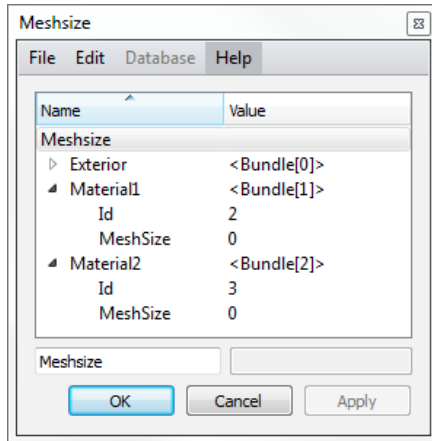 Meshsize
File Edit Database Help
Name Value
Meshsize
Exterior <Bundle[0]>
Material1 <Bundle[1]>
Id 2
MeshSize 0
Material2 <Bundle[2]>
Id 3
MeshSize 0
Meshsize
OK Cancel Apply